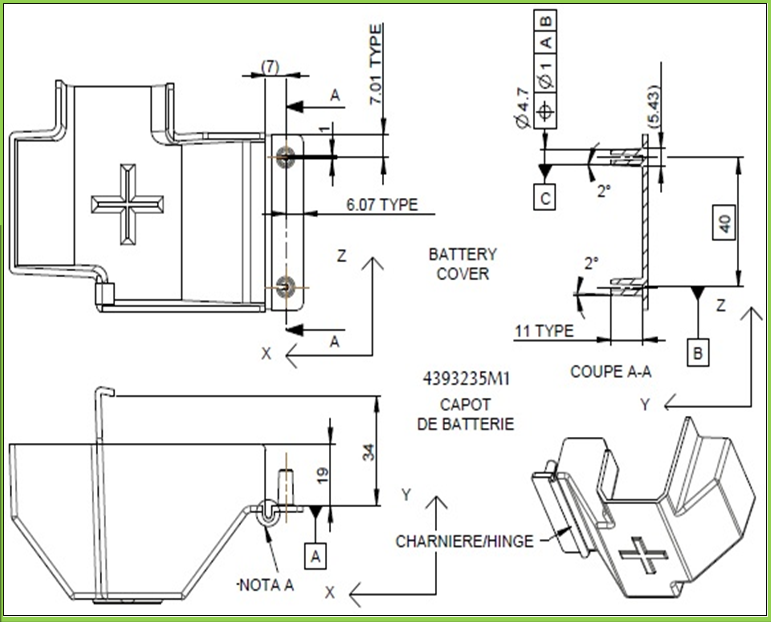 (7)
A
7.01 TYPE
1
6.07 TYPE
Z
X
A
BATTERY
COVER
⌖ Ø1 A B
Ø4.7
C
2°
(5.43)
40
2°
11 TYPE
B
Z
COUPE A-A
Y
4393235M1
CAPOT
DE BATTERIE
34
19
Y
A
NOTA A
X
CHARNIERE/HINGE